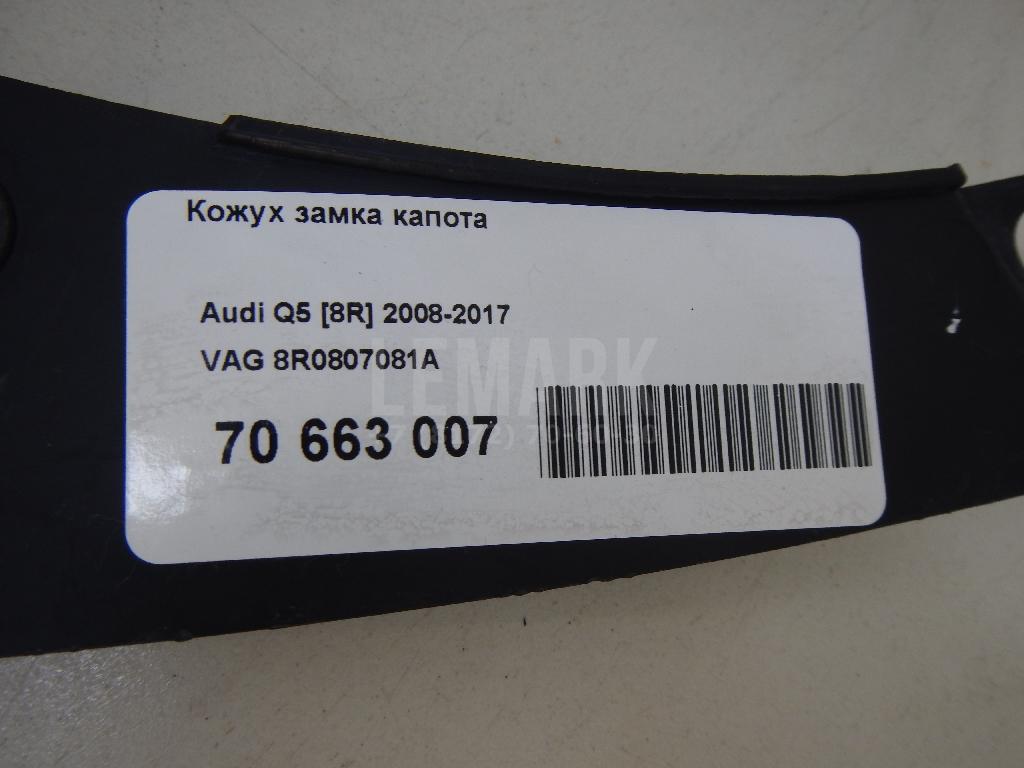 Кожух замка капота
Audi Q5 [8R] 2008-2017
VAG 8R0807081A
LEMARK
70 663 007